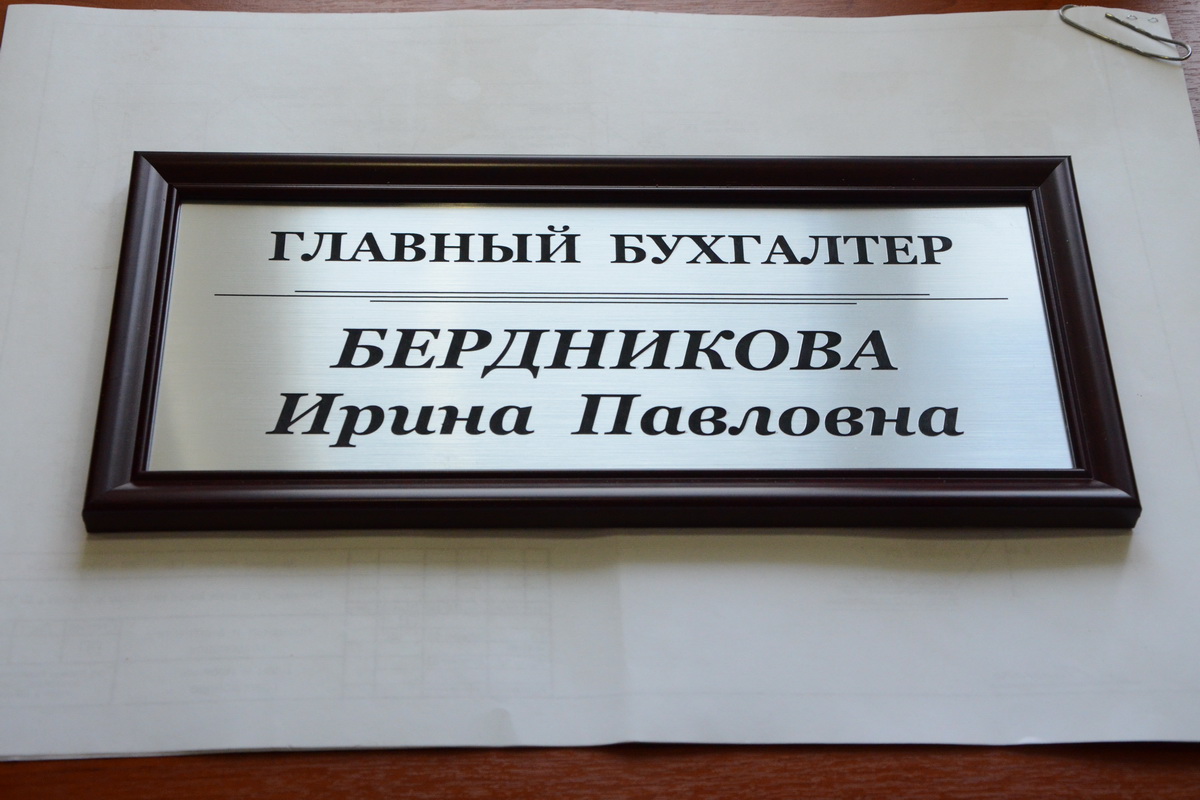 ГЛАВНЫЙ БУХГАЛТЕР
БЕРДНИКОВА
Ирина Павловна